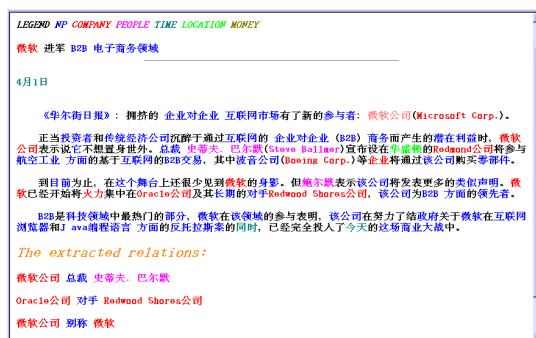 LEGEND NP COMPANY PEOPLE TIME LOCATION MONEY
微软 进军 B2B 电子商务领域
4月1日
《华尔街日报》: 拥挤的 企业对企业 互联网市场有了新的参与者: 微软公司(Microsoft Corp.)。
正当投资者和传统经济公司沉醉于通过互联网的 企业对企业 (B2B) 商务而产生的潜在利益时, 微软
公司表示说它不想置身世外。总裁 史蒂夫. 巴尔默(Steve Ballmer)宣布设在华盛顿的Redmond公司将参与
航空工业 方面的基于互联网的B2B交易, 其中波音公司(Boeing Corp.)等企业将通过该公司购买零部件。
到目前为止, 在这个舞台上还很少见到微软的身影。但鲍尔默表示该公司将发表更多的类似声明。微
软已经开始将火力集中在Oracle公司及其长期的对手Redwood Shores公司, 该公司为B2B 方面的领先者。
B2B是科技领域中最热门的部分, 微软在该领域的参与表明, 该公司在努力了结政府关于微软在互联网
浏览器和J ava编程语言 方面的反托拉斯案的同时, 已经完全投入了今天的这场商业大战中。
The extracted relations:
微软公司 总裁 史蒂夫. 巴尔默
Oracle公司 对手 Redwood Shores公司
微软公司 别称 微软